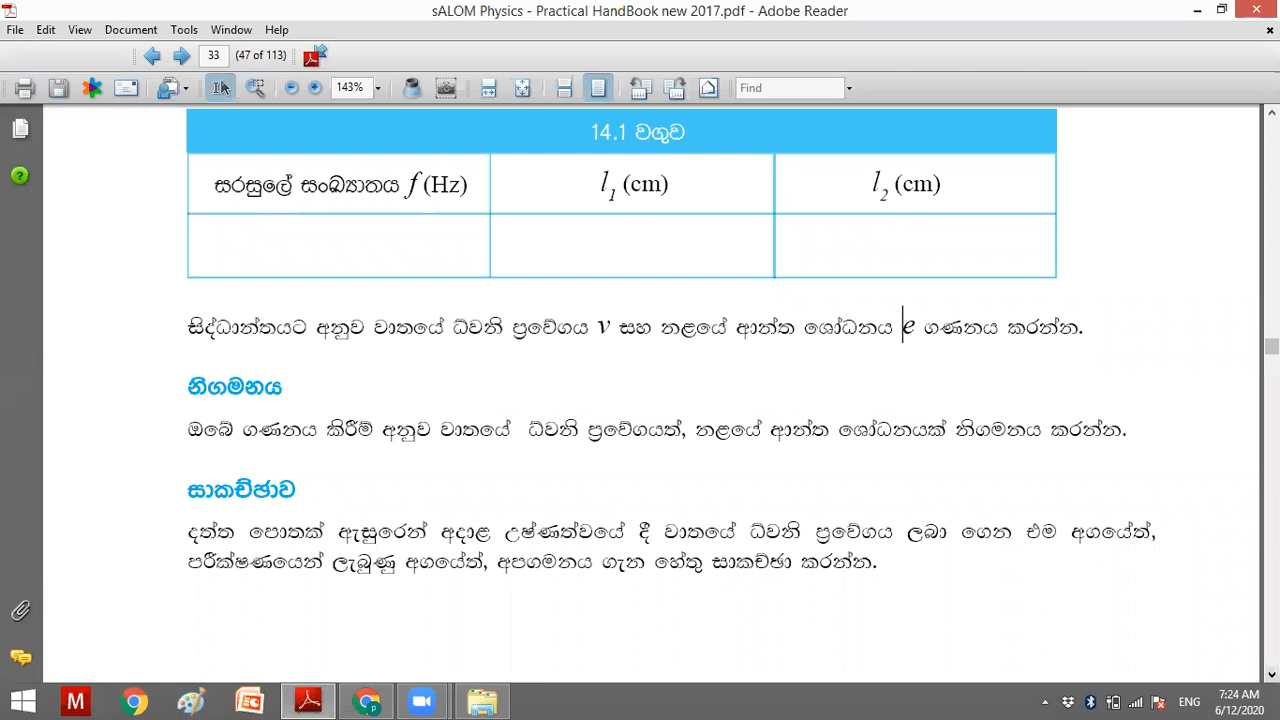 sALOM Physics - Practical HandBook new 2017.pdf - Adobe Reader
File Edit View Document Tools Window Help
33 (47 of 113)
143% Find
14.1 වගුව
සරසුලේ සංඛ්‍යාතය f (Hz) l1 (cm) l2 (cm)
සිද්ධාන්තයට අනුව වාතයේ ධ්වනි ප්‍රවේගය v සහ නළයේ ආන්ත ශෝධනය e ගණනය කරන්න.
නිගමනය
ඔබේ ගණනය කිරීම් අනුව වාතයේ ධ්වනි ප්‍රවේගයත්, නළයේ ආන්ත ශෝධනයක් නිගමනය කරන්න.
සාකච්ඡාව
දත්ත පොතක් ඇසුරෙන් අදාළ උෂ්ණත්වයේ දී වාතයේ ධ්වනි ප්‍රවේගය ලබා ගෙන එම අගයේත්,
පරීක්ෂණයෙන් ලැබුණු අගයේත්, අපගමනය ගැන හේතු සාකච්ඡා කරන්න.
M P ENG 7:24 AM
6/12/2020